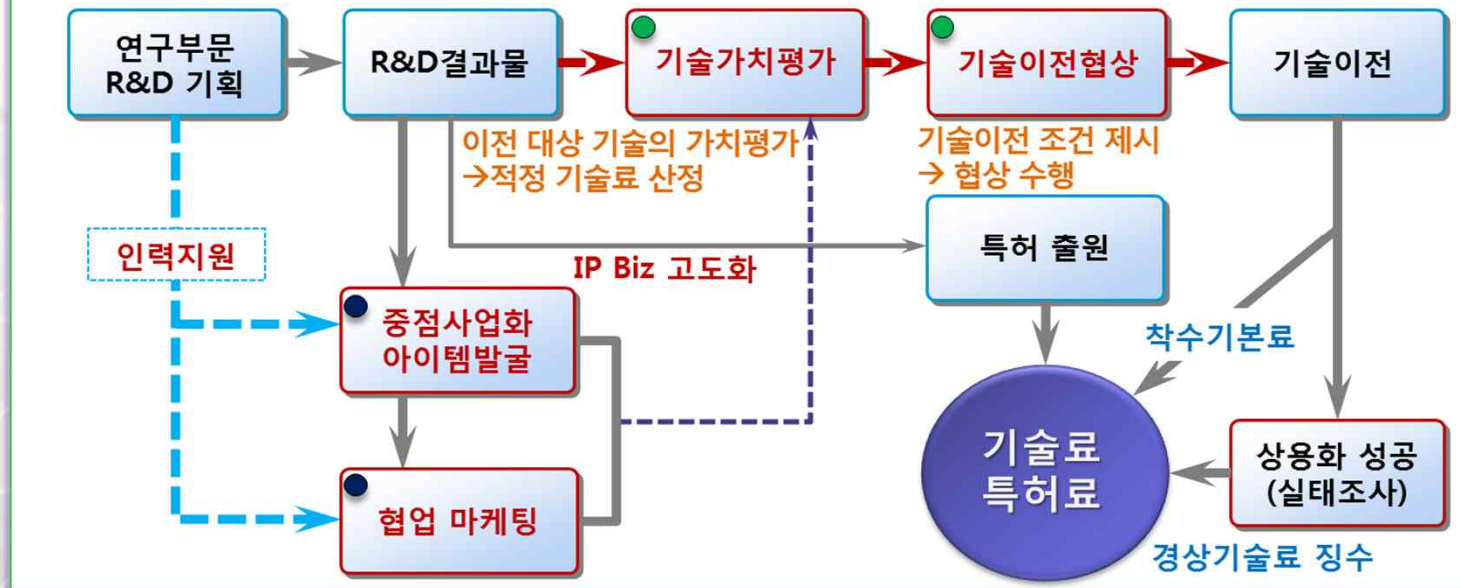 연구부문
R&D 기획
R&D결과물
기술가치평가
기술이전협상
기술이전
이전 대상 기술의 가치평가
→적정 기술료 산정
기술이전 조건 제시
→ 협상 수행
인력지원
IP Biz 고도화
특허 출원
중점사업화
아이템발굴
착수기본료
협업 마케팅
기술료
특허료
상용화 성공
(실태조사)
경상기술료 징수